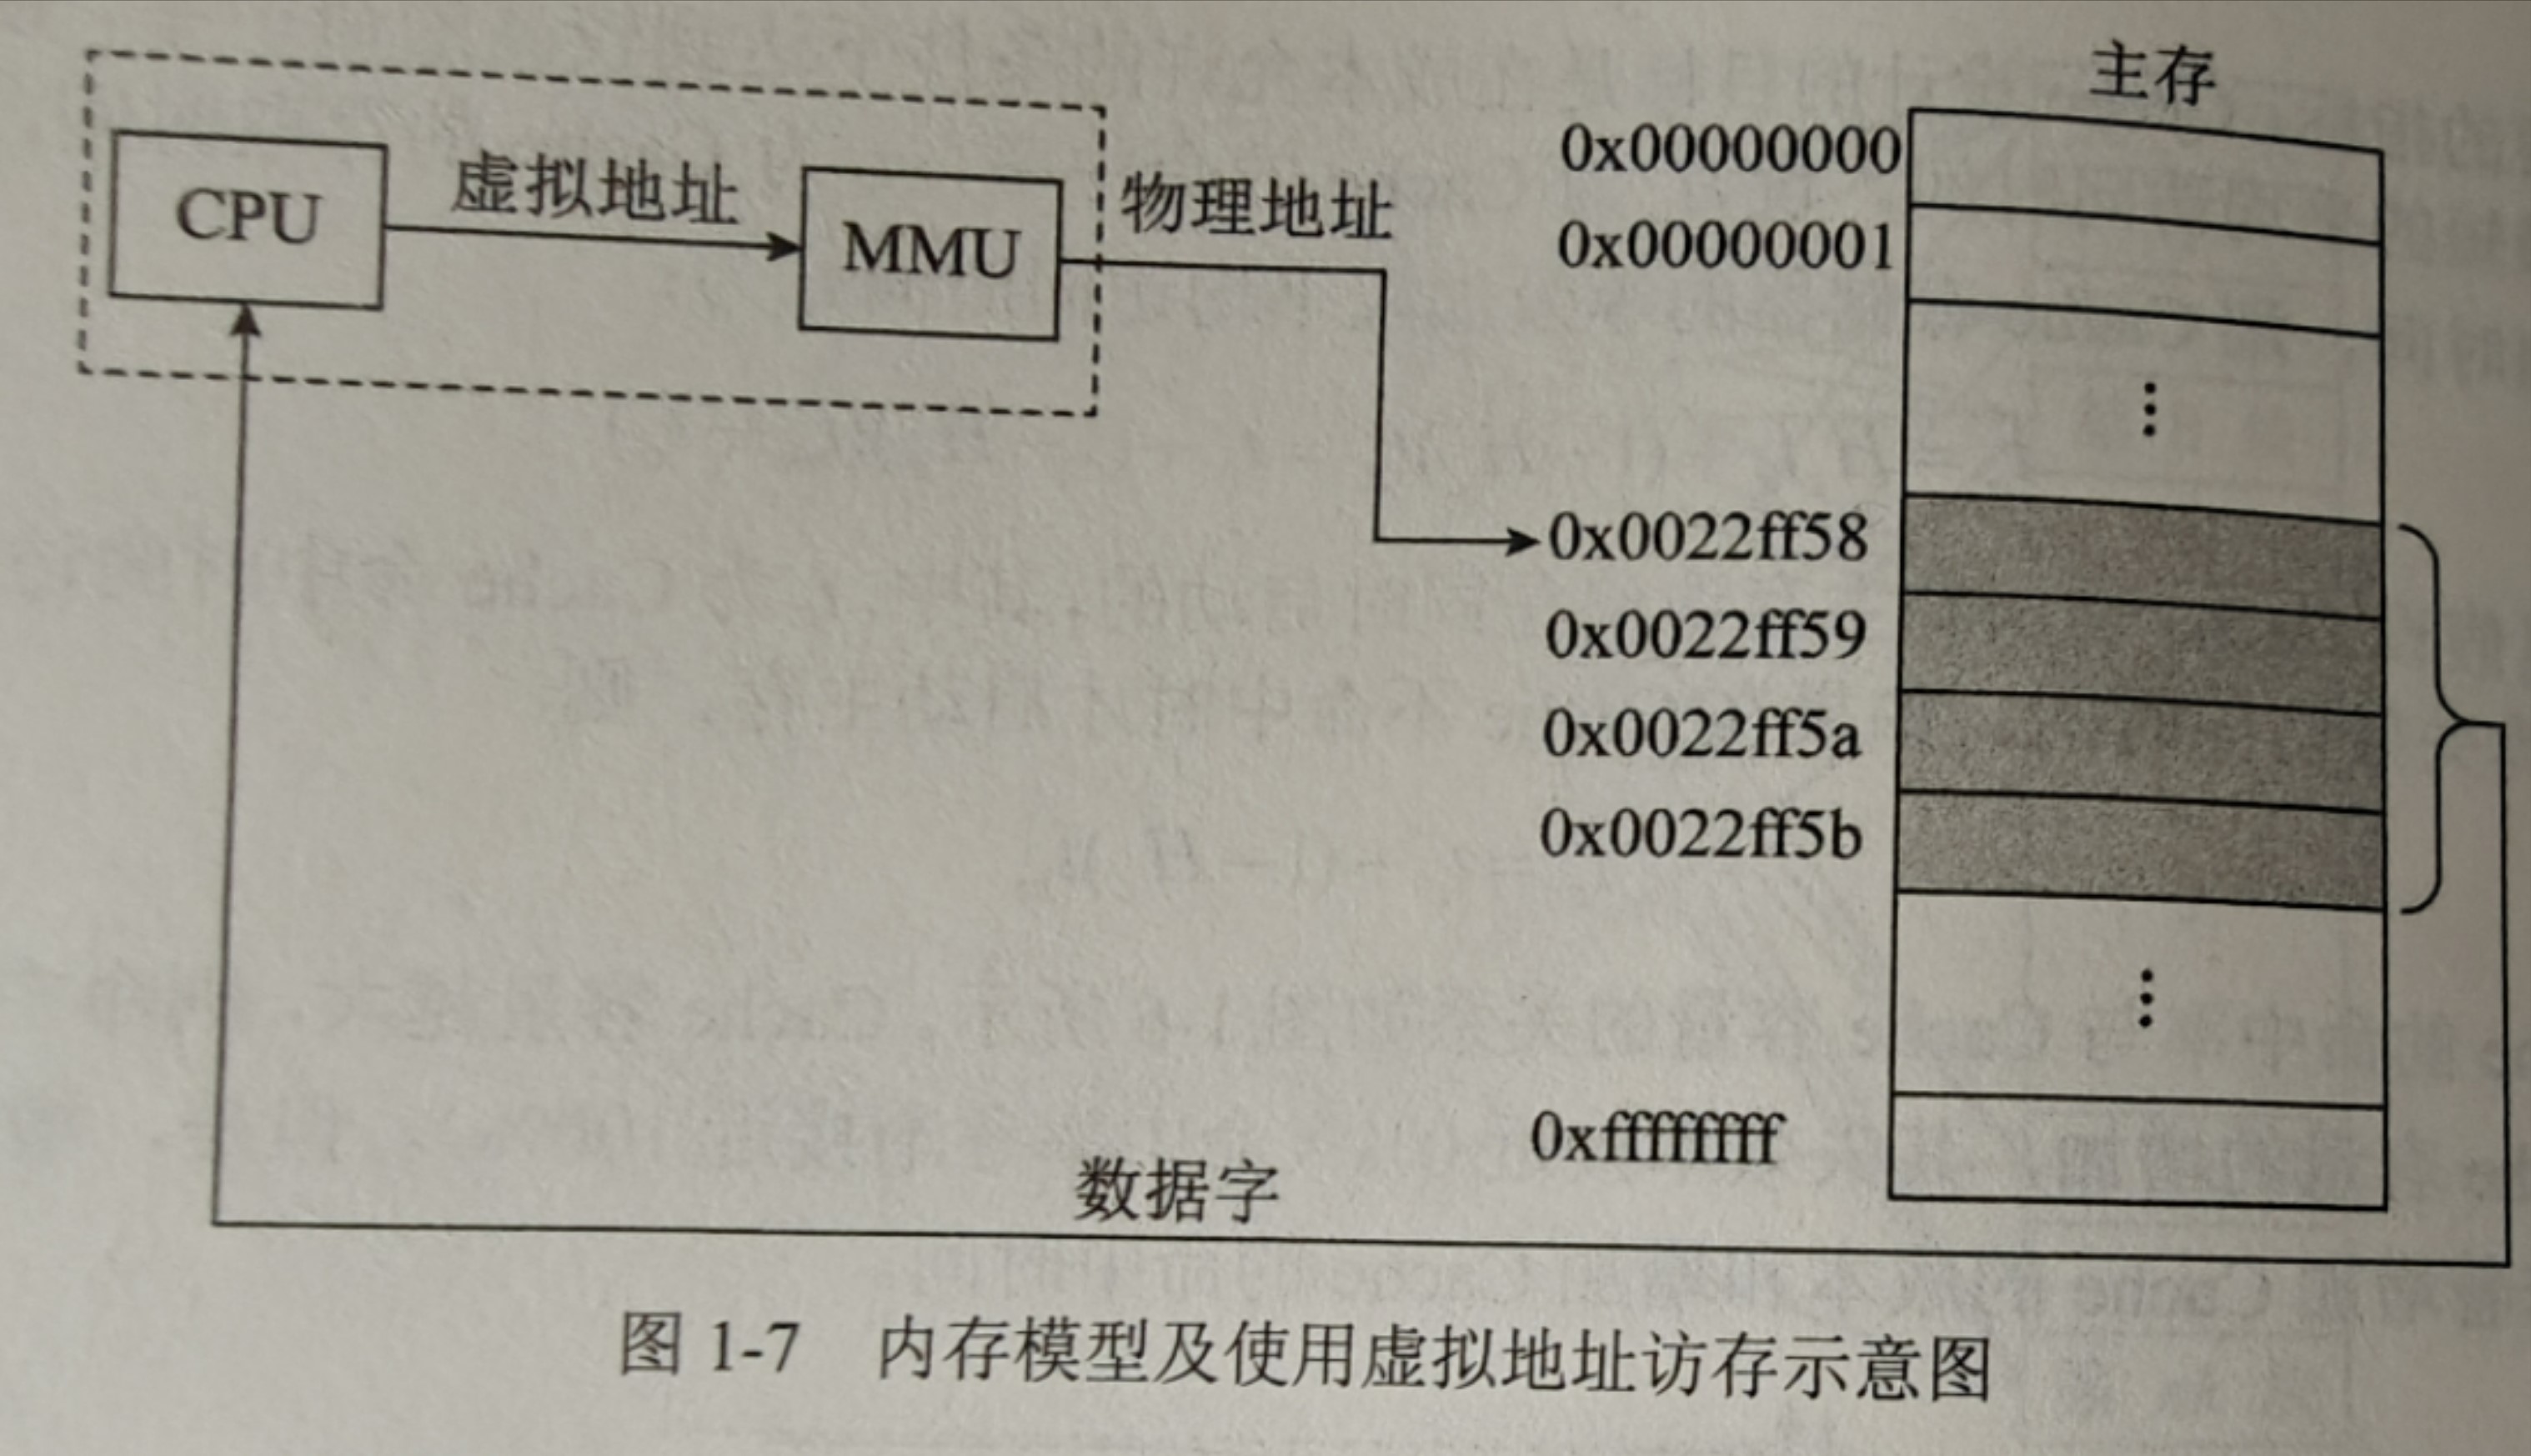 主存
CPU
虚拟地址
MMU
物理地址
0x00000000
0x00000001
0x0022ff58
0x0022ff59
0x0022ff5a
0x0022ff5b
0xffffffff
数据字
图 1-7 内存模型及使用虚拟地址访存示意图